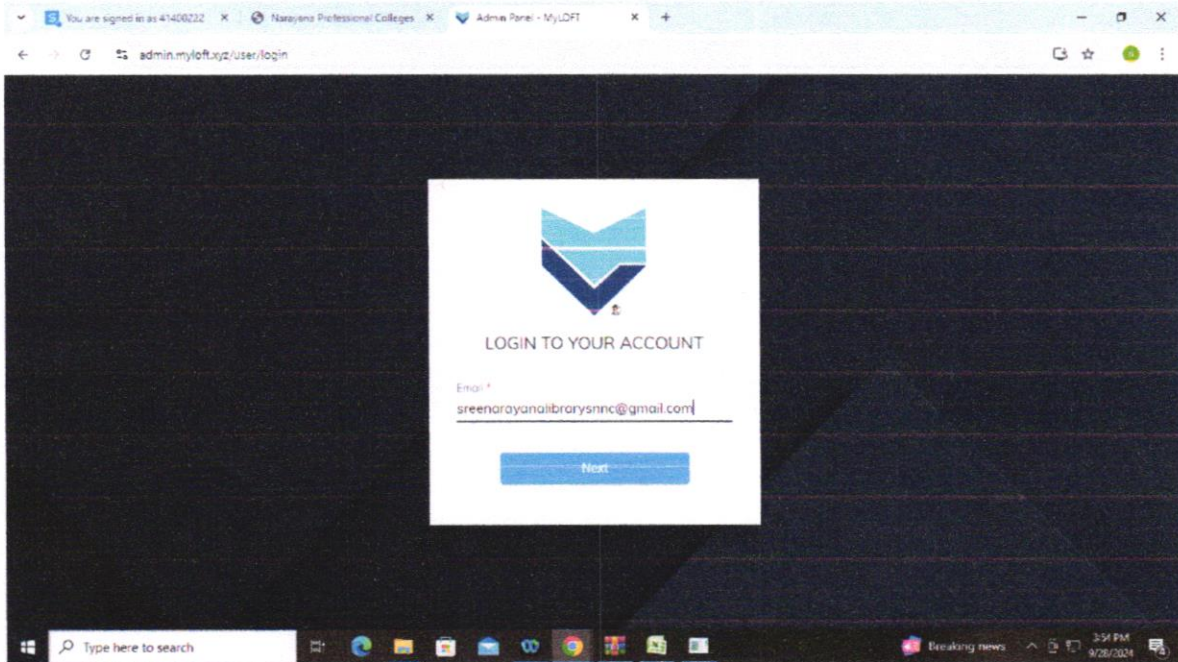 You are signed in as 41400222
Narayana Professional Colleges
Admin Panel - MyLOFT
admin.myloft.xyz/user/login
LOGIN TO YOUR ACCOUNT
Email *
sreenarayanalibrarysnnc@gmail.com
Next
Type here to search
Breaking news
3:54 PM
9/28/2024